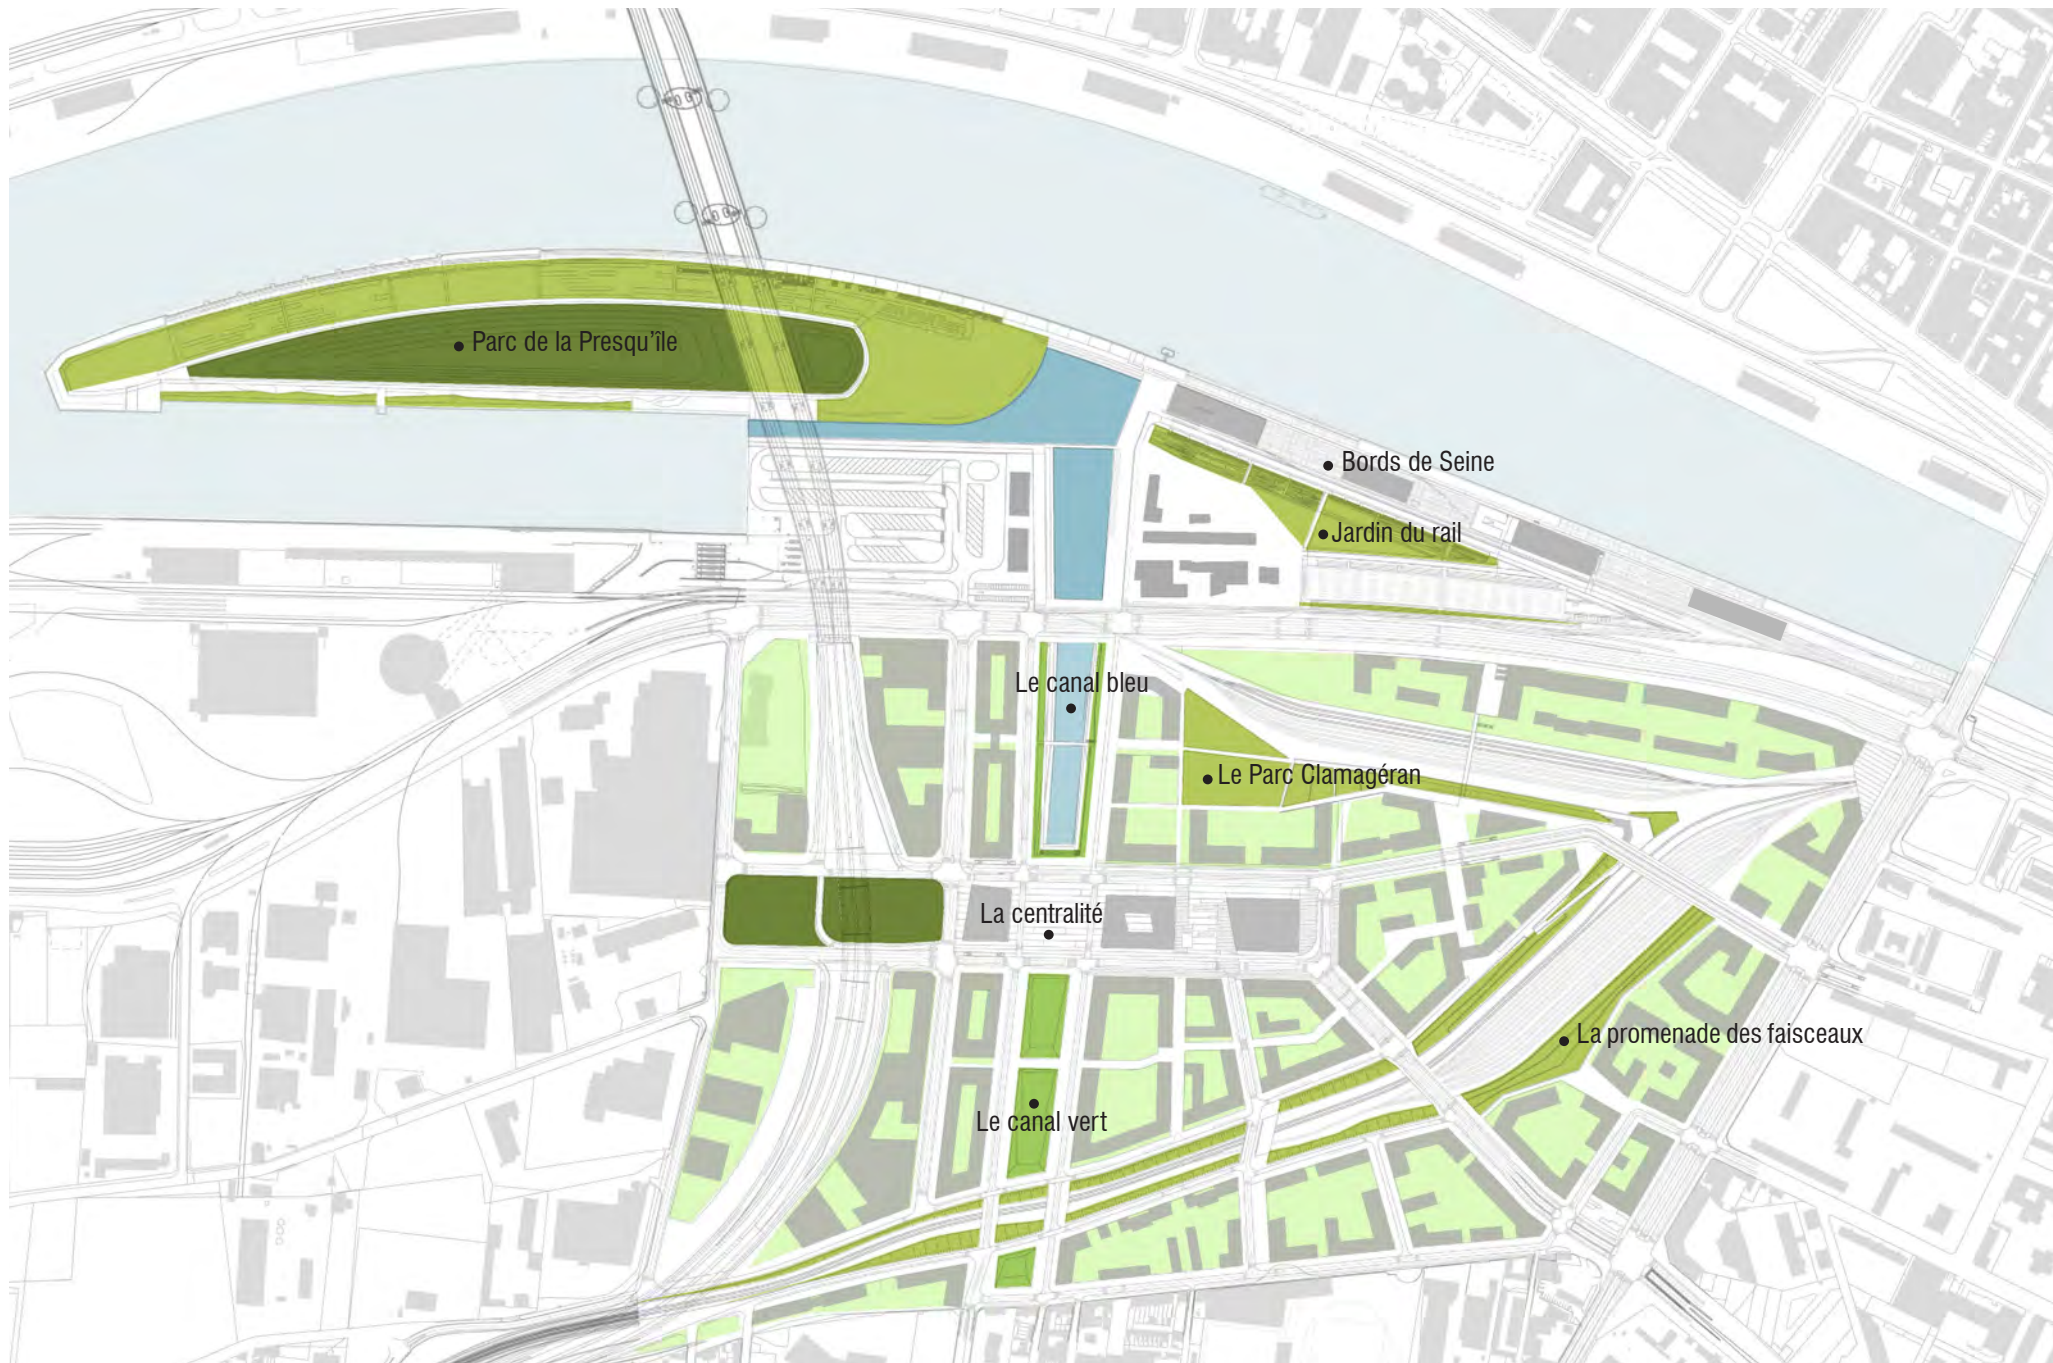 Parc de la Presqu'île
Bords de Seine
Jardin du rail
Le canal bleu
Le Parc Clamagéran
La centralité
La promenade des faisceaux
Le canal vert